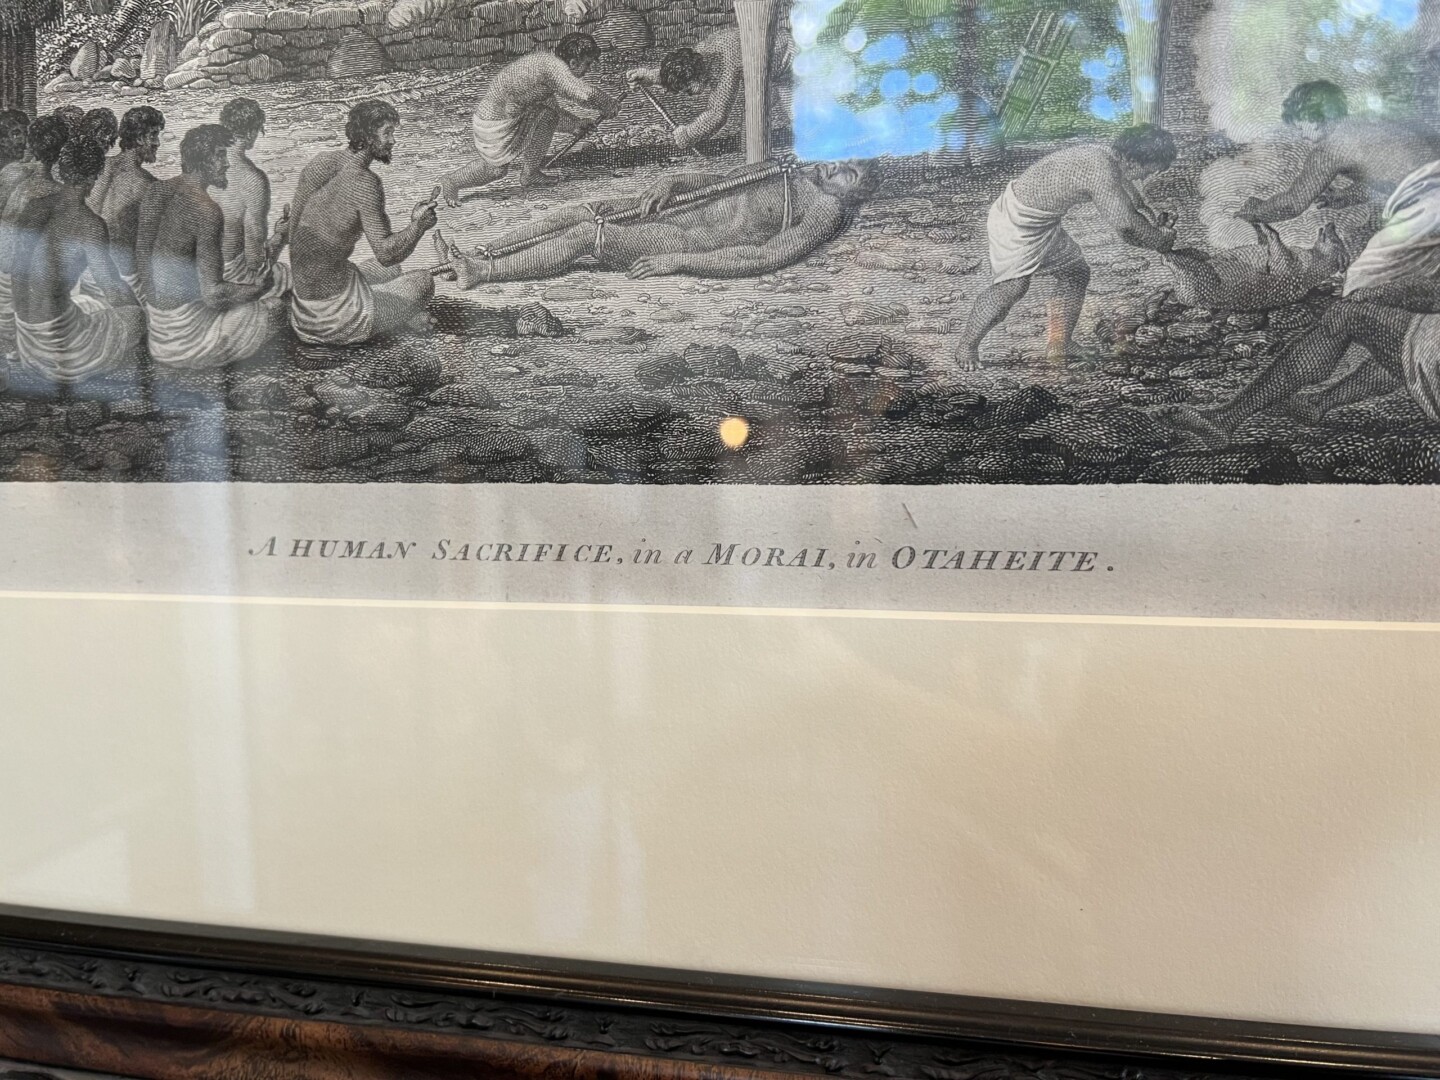 A HUMAN SACRIFICE, in a MORAI, in OTAHEITE.